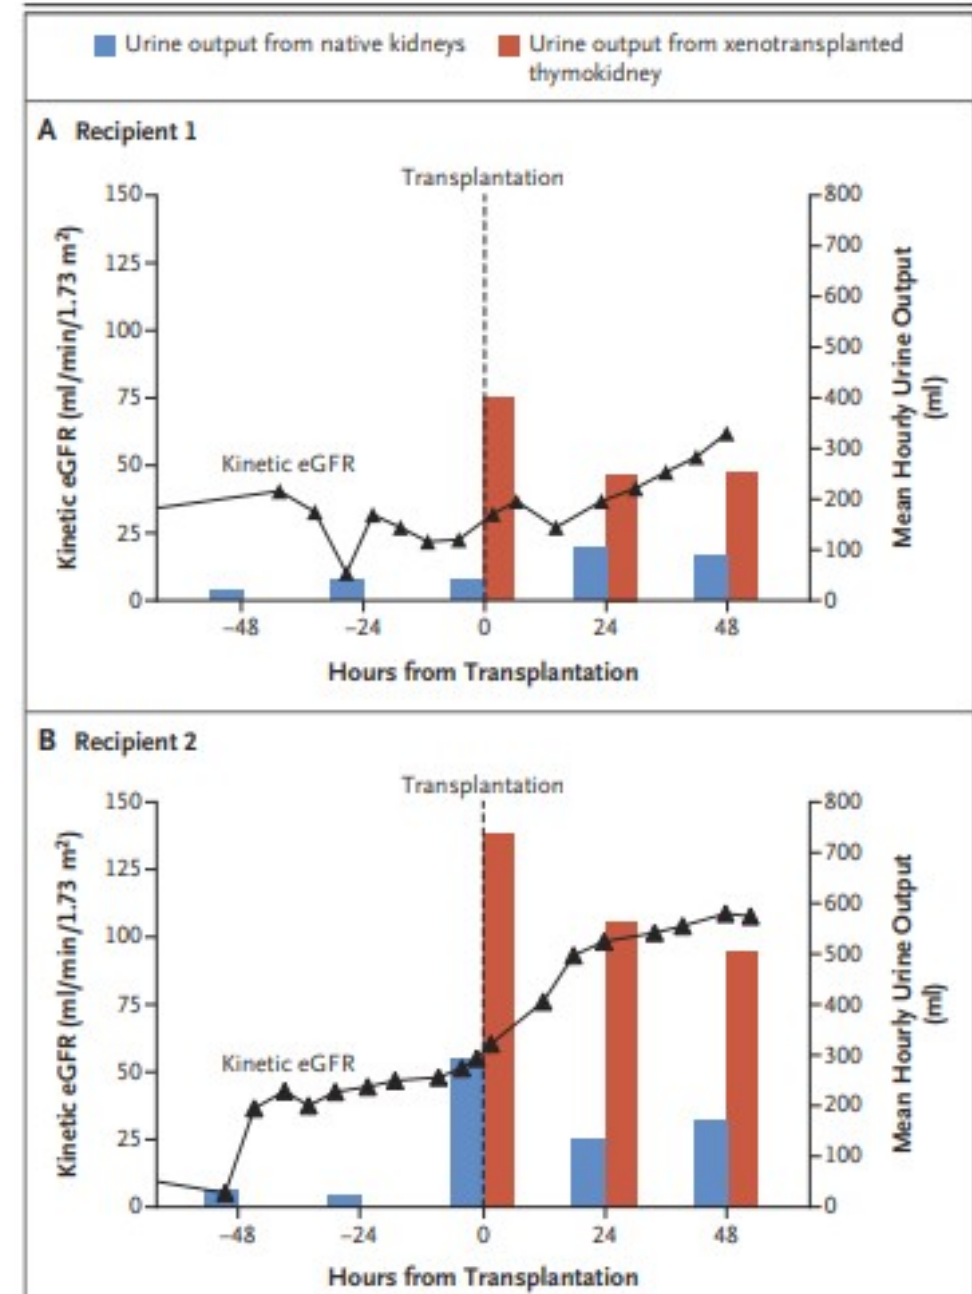 Urine output from native kidneys
Urine output from xenotransplanted
thymokidney
A Recipient 1
Transplantation
150
125
100
75
50
25
0
Kinetic eGFR (ml/min/1.73 m²)
Kinetic eGFR
800
700
600
500
400
300
200
100
0
Mean Hourly Urine Output
(ml)
−48
−24
0
24
48
Hours from Transplantation
B Recipient 2
Transplantation
150
125
100
75
50
25
0
Kinetic eGFR (ml/min/1.73 m²)
Kinetic eGFR
800
700
600
500
400
300
200
100
0
Mean Hourly Urine Output
(ml)
−48
−24
0
24
48
Hours from Transplantation